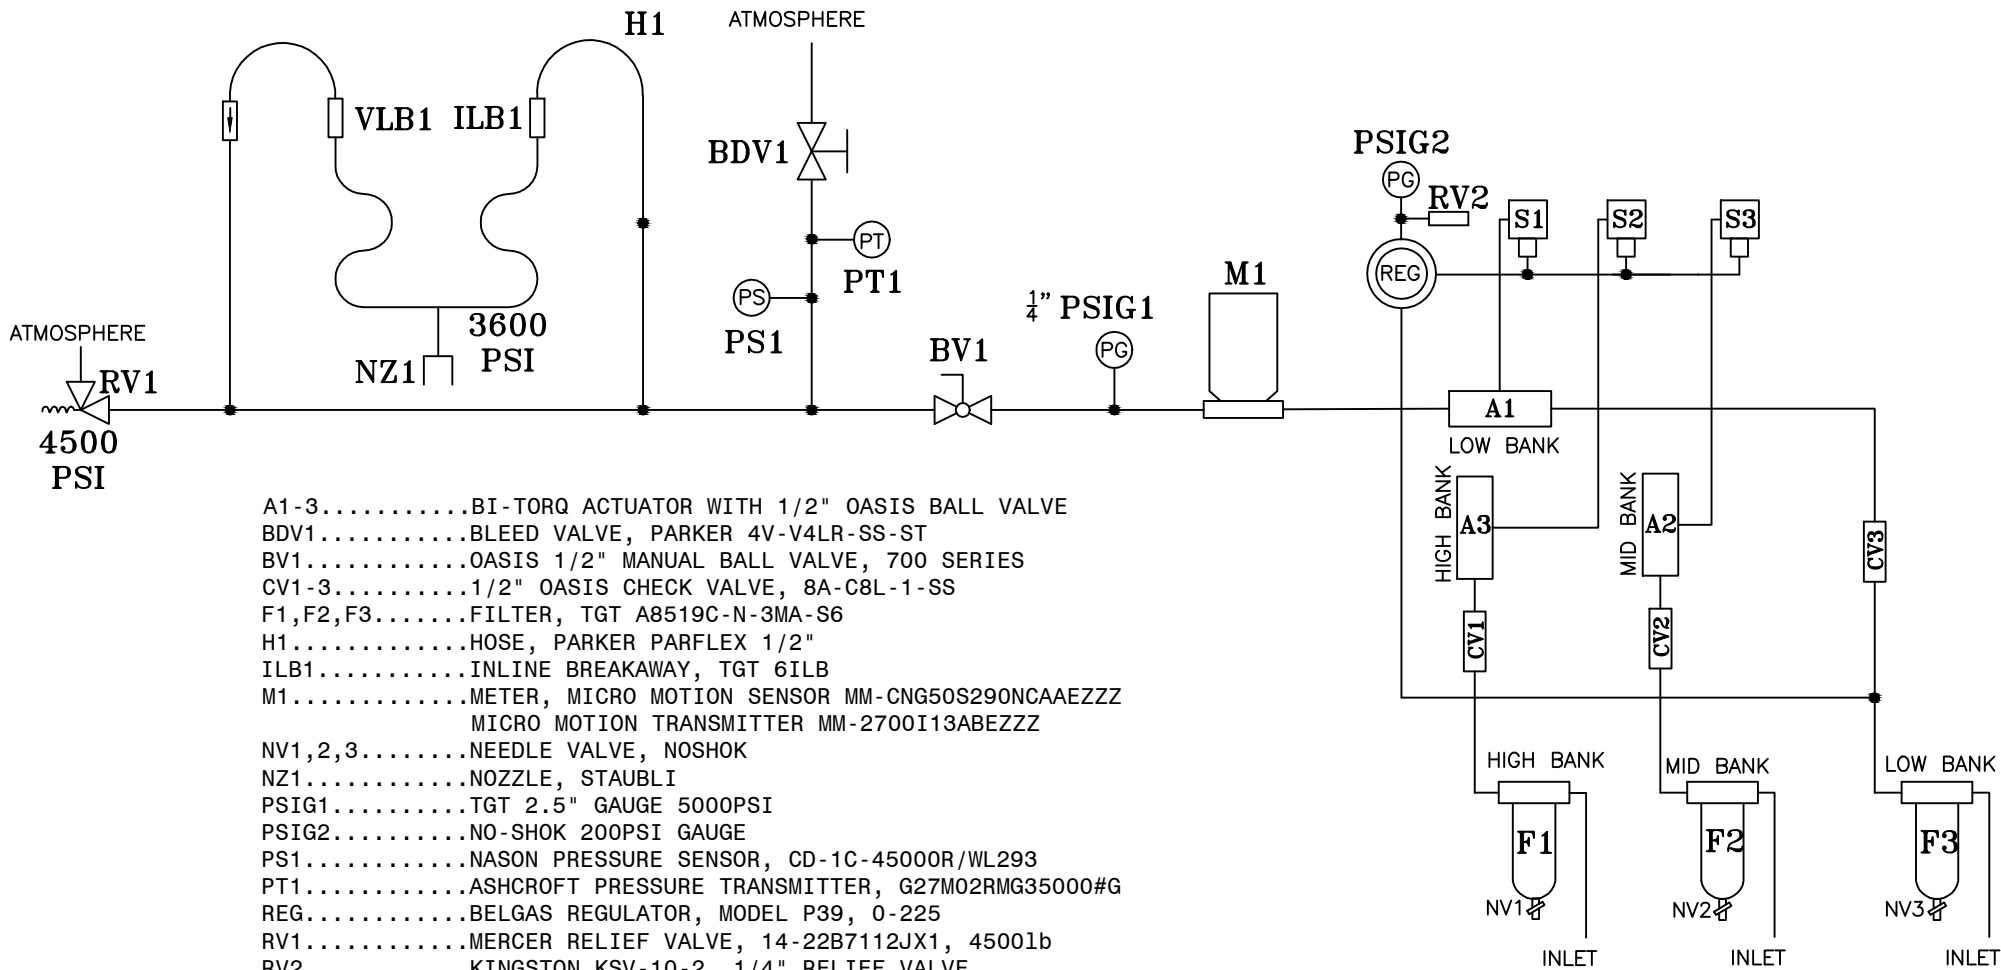 H1
ATMOSPHERE
VLB1
ILB1
BDV1
PT
PT1
PS
PS1
3600
PSI
NZ1
ATMOSPHERE
RV1
4500
PSI
BV1
1/4" PSIG1
PG
M1
PSIG2
PG
RV2
REG
S1
S2
S3
A1
LOW BANK
HIGH BANK
A3
MID BANK
A2
CV3
CV1
CV2
HIGH BANK
MID BANK
LOW BANK
F1
F2
F3
NV1
NV2
NV3
INLET
INLET
INLET
A1-3...........BI-TORQ ACTUATOR WITH 1/2" OASIS BALL VALVE
BDV1...........BLEED VALVE, PARKER 4V-V4LR-SS-ST
BV1............OASIS 1/2" MANUAL BALL VALVE, 700 SERIES
CV1-3..........1/2" OASIS CHECK VALVE, 8A-C8L-1-SS
F1,F2,F3.......FILTER, TGT A8519C-N-3MA-S6
H1.............HOSE, PARKER PARFLEX 1/2"
ILB1...........INLINE BREAKAWAY, TGT 6ILB
M1.............METER, MICRO MOTION SENSOR MM-CNG50S290NCAAEZZZ
MICRO MOTION TRANSMITTER MM-2700I13ABEZZZ
NV1,2,3........NEEDLE VALVE, NOSHOK
NZ1............NOZZLE, STAUBLI
PSIG1..........TGT 2.5" GAUGE 5000PSI
PSIG2..........NO-SHOK 200PSI GAUGE
PS1............NASON PRESSURE SENSOR, CD-1C-45000R/WL293
PT1............ASHCROFT PRESSURE TRANSMITTER, G27M02RMG35000#G
REG............BELGAS REGULATOR, MODEL P39, 0-225
RV1............MERCER RELIEF VALVE, 14-22B7112JX1, 4500lb
RV2............KINGSTON KSV-10-2, 1/4" RELIEF VALVE